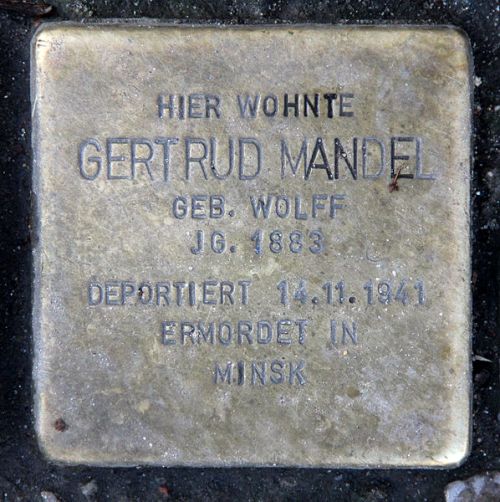 HIER WOHNTE
GERTRUD MANDEL
GEB. WOLFF
JG. 1883
DEPORTIERT 14.11.1941
ERMORDET IN
MINSK